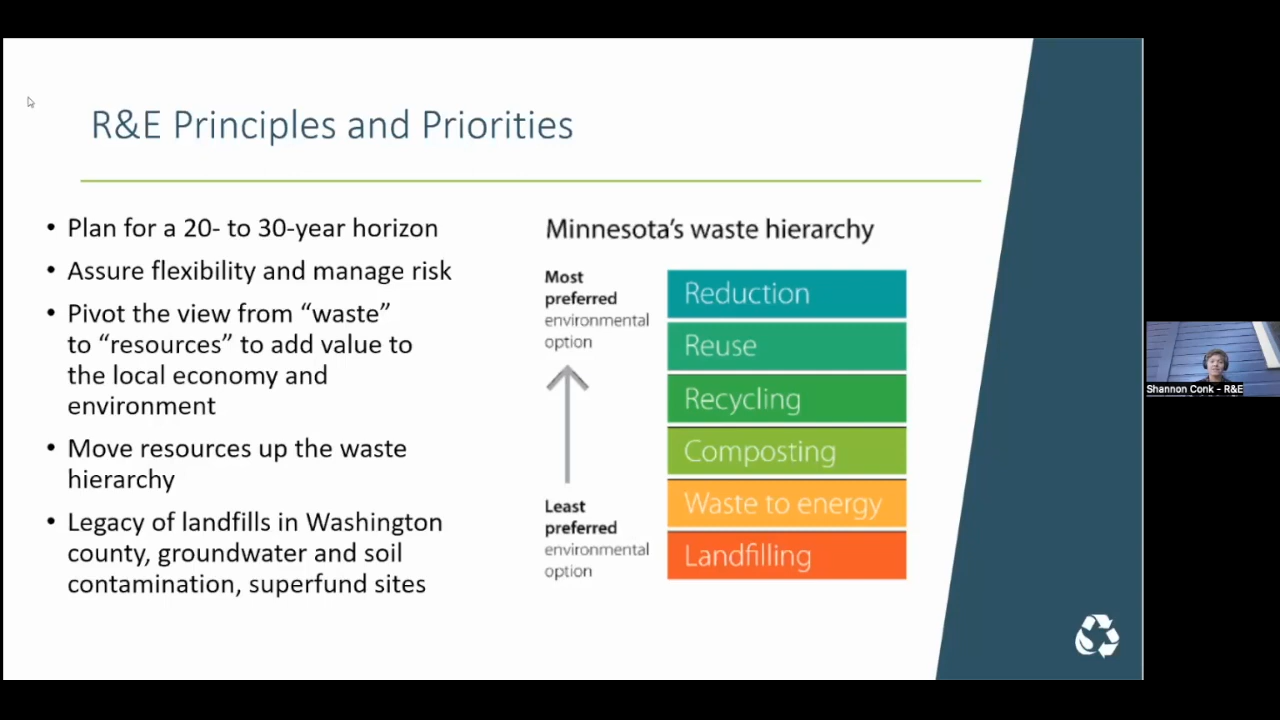 R&E Principles and Priorities
• Plan for a 20- to 30-year horizon
• Assure flexibility and manage risk
• Pivot the view from “waste”
to “resources” to add value to
the local economy and
environment
• Move resources up the waste
hierarchy
• Legacy of landfills in Washington
county, groundwater and soil
contamination, superfund sites
Minnesota’s waste hierarchy
Most
preferred
environmental
option
Least
preferred
environmental
option
Reduction
Reuse
Recycling
Composting
Waste to energy
Landfilling
Shannon Conk - R&E